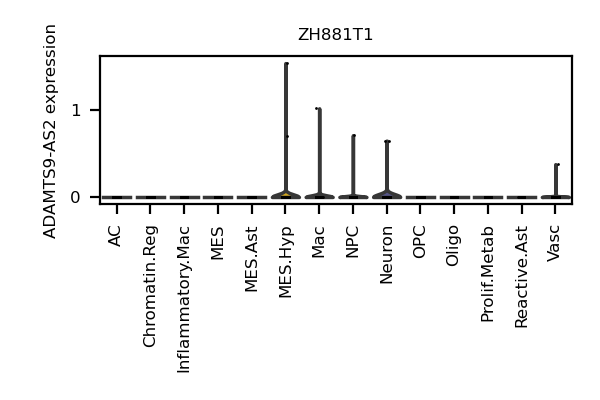 ZH881T1
ADAMTS9-AS2 expression
1
0
AC
Chromatin.Reg
Inflammatory.Mac
MES
MES.Ast
MES.Hyp
Mac
NPC
Neuron
OPC
Oligo
Prolif.Metab
Reactive.Ast
Vasc